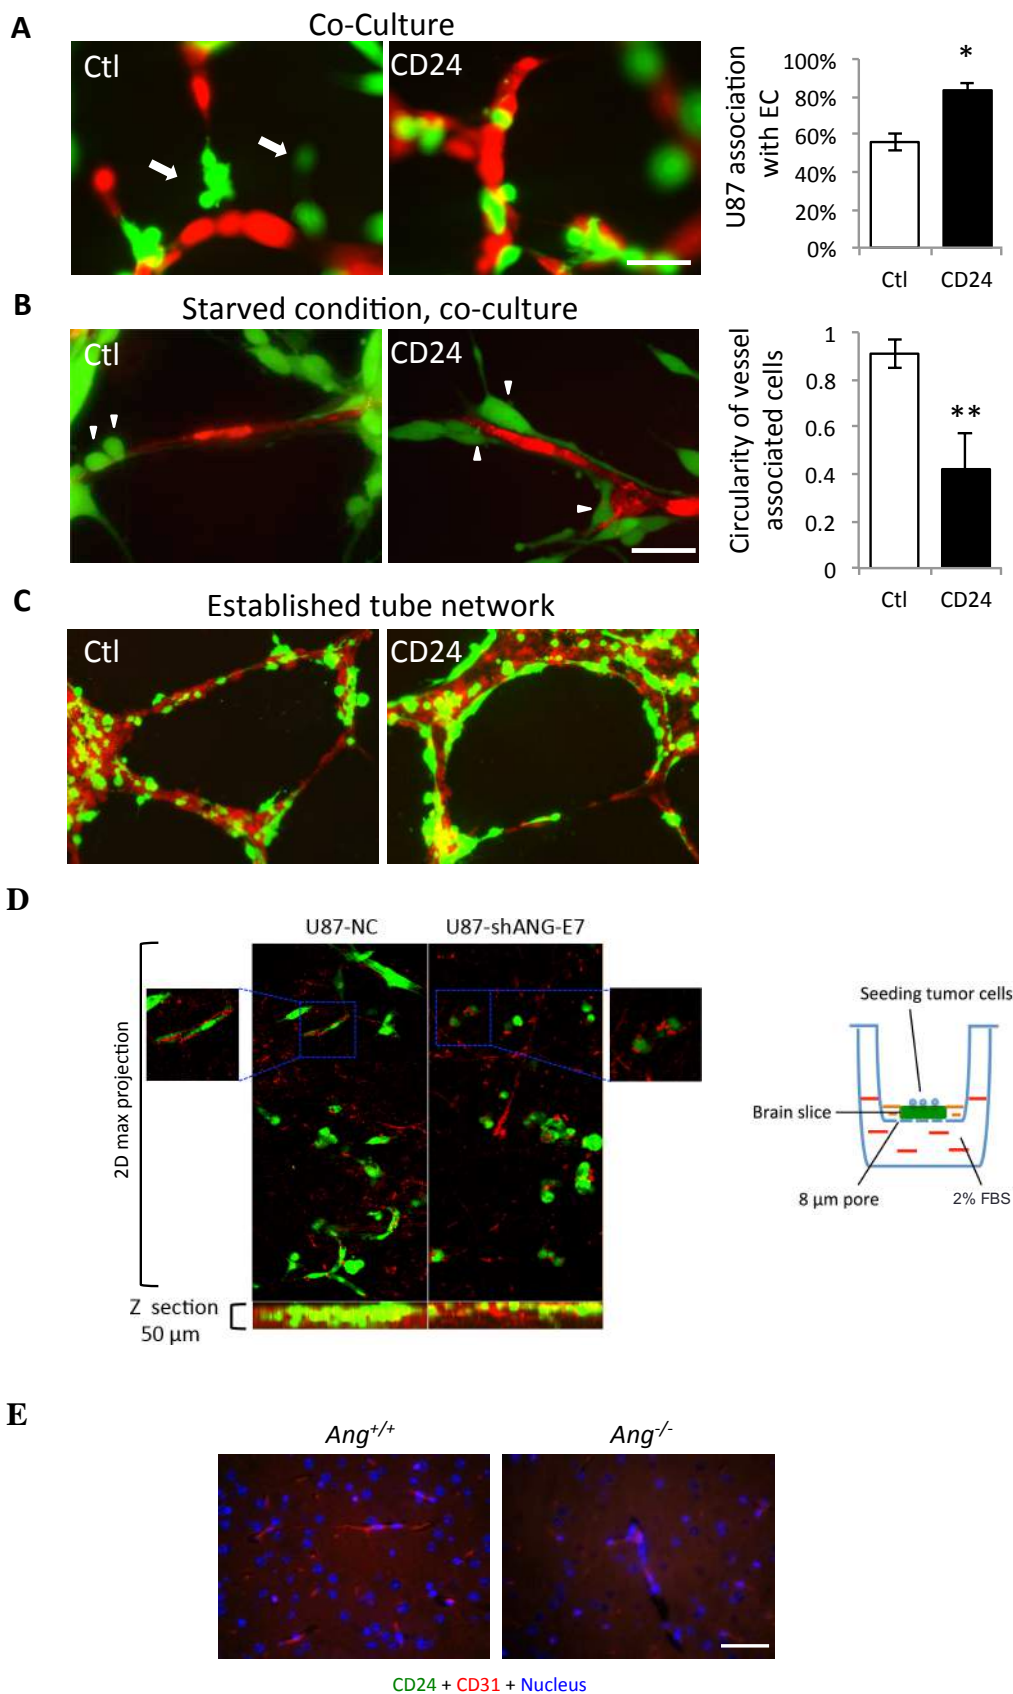 A
Co-Culture
Ctl
CD24
U87 association
with EC
100%
80%
60%
40%
20%
0%
*
Ctl
CD24
B
Starved condition, co-culture
Ctl
CD24
Circularity of vessel
associated cells
1
0.8
0.6
0.4
0.2
0
**
Ctl
CD24
C
Established tube network
Ctl
CD24
D
U87-NC
U87-shANG-E7
2D max projection
Z section
50 µm
Seeding tumor cells
Brain slice
8 µm pore
2% FBS
E
Ang+/+
Ang-/-
CD24 + CD31 + Nucleus